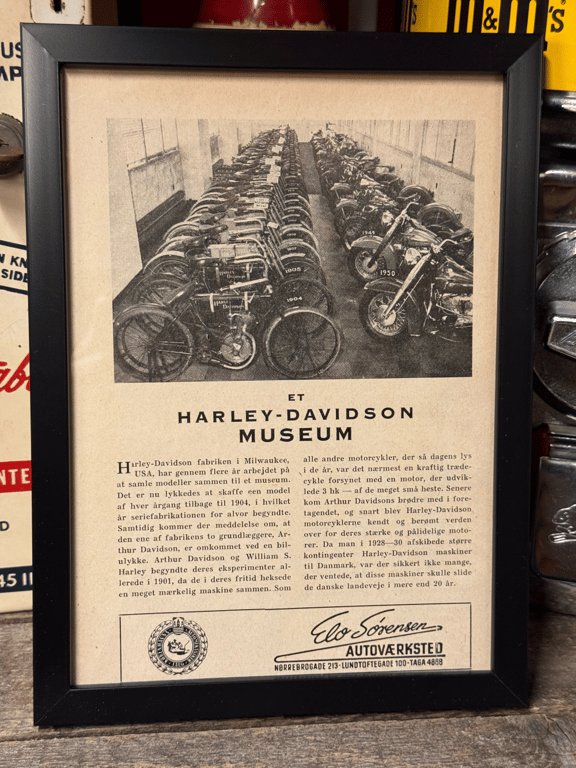 1904
1905
1949
1950
HARLEY
DAVIDSON
ET
HARLEY-DAVIDSON
MUSEUM
Harley-Davidson fabriken i Milwaukee,
USA, har gennem flere år arbejdet på
at samle modeller sammen til et museum.
Det er nu lykkedes at skaffe een model
af hver årgang tilbage til 1904, i hvilket
år seriefabrikationen for alvor begyndte.
Samtidig kommer der meddelelse om, at
den ene af fabrikens to grundlæggere, Ar-
thur Davidson, er omkommet ved en bil-
ulykke. Arthur Davidson og William S.
Harley begyndte deres eksperimenter al-
lerede i 1901, da de i deres fritid heksede
en meget mærkelig maskine sammen. Som
alle andre motorcykler, der så dagens lys
i de år, var det nærmest en kraftig træde-
cykle forsynet med en motor, der udvik-
lede 3 hk — af de meget små heste. Senere
kom Arthur Davidsons brødre med i fore-
tagendet, og snart blev Harley-Davidson
motorcyklerne kendt og berømt verden
over for deres stærke og pålidelige moto-
rer. Da man i 1928—30 afskibede større
kontingenter Harley-Davidson maskiner
til Danmark, var der sikkert ikke mange,
der ventede, at disse maskiner skulle slide
de danske landeveje i mere end 20 år.
Elo Sørensen
AUTOVÆRKSTED
NØRREBROGADE 213 · LUNDTOFTEGADE 100 - TAGA 4888